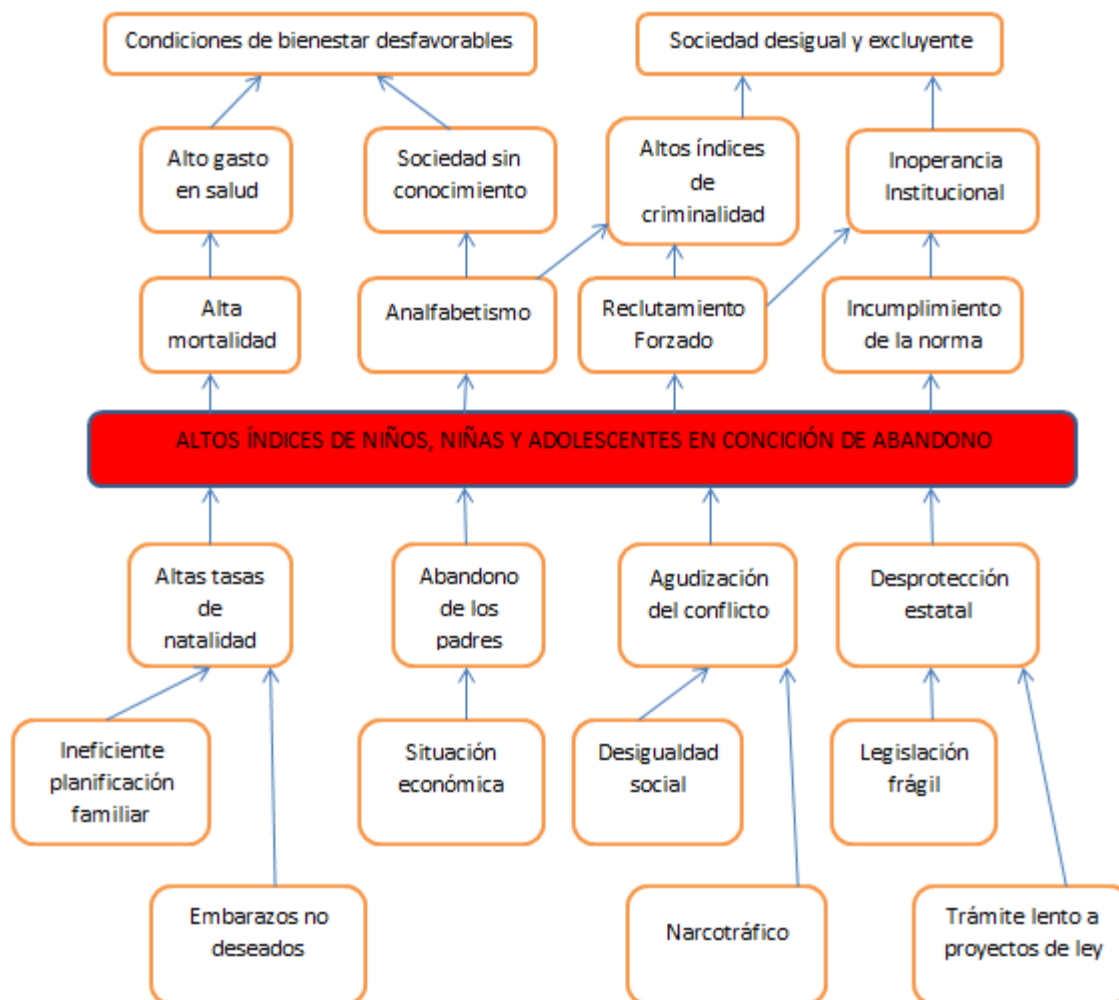 Condiciones de bienestar desfavorables
Sociedad desigual y excluyente
Alto gasto
en salud
Sociedad sin
conocimiento
Altos índices
de
criminalidad
Inoperancia
Institucional
Alta
mortalidad
Analfabetismo
Reclutamiento
Forzado
Incumplimiento
de la norma
ALTOS ÍNDICES DE NIÑOS, NIÑAS Y ADOLESCENTES EN CONCICIÓN DE ABANDONO
Altas tasas
de
natalidad
Abandono
de los
padres
Agudización
del conflicto
Desprotección
estatal
Ineficiente
planificación
familiar
Situación
económica
Desigualdad
social
Legislación
frágil
Embarazos no
deseados
Narcotráfico
Trámite lento a
proyectos de ley